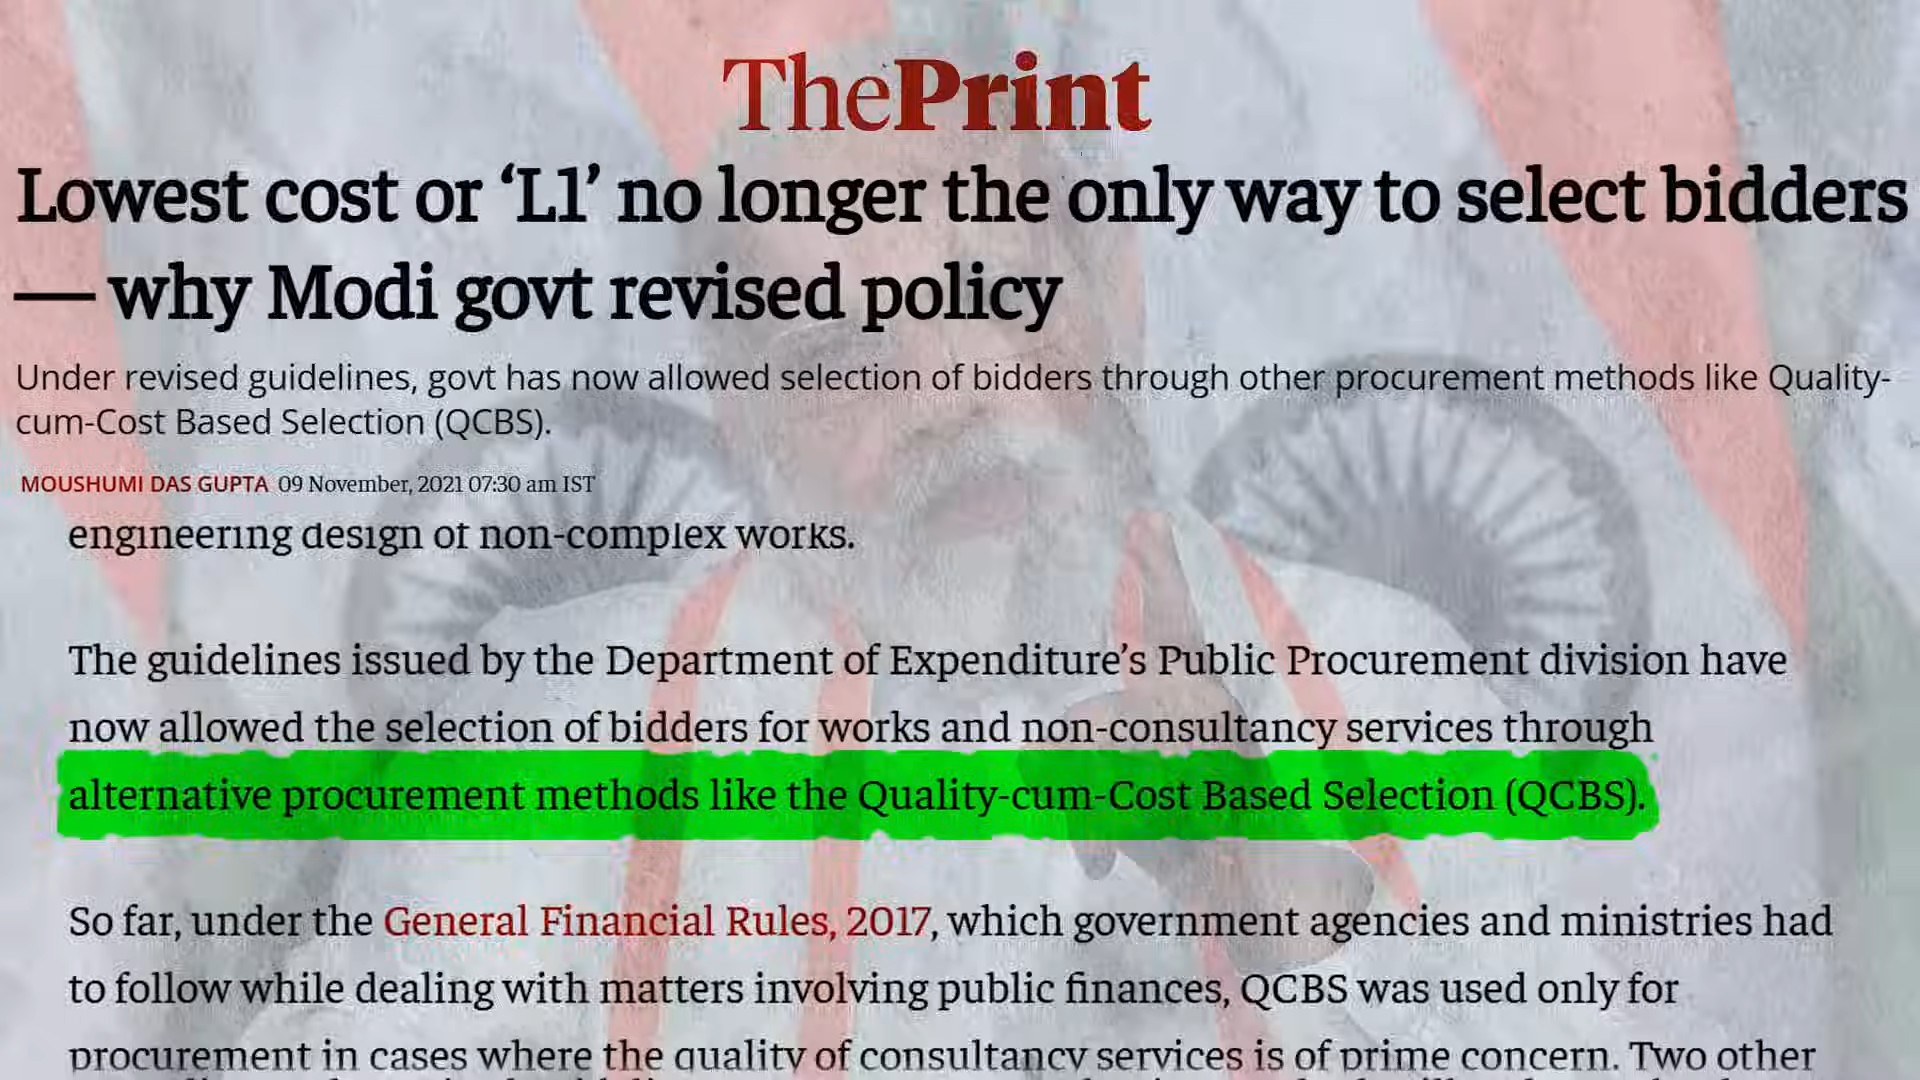 ThePrint
Lowest cost or ‘L1’ no longer the only way to select bidders
— why Modi govt revised policy
Under revised guidelines, govt has now allowed selection of bidders through other procurement methods like Quality-
cum-Cost Based Selection (QCBS).
MOUSHUMI DAS GUPTA 09 November, 2021 07:30 am IST
engineering design of non-complex works.
The guidelines issued by the Department of Expenditure’s Public Procurement division have
now allowed the selection of bidders for works and non-consultancy services through
alternative procurement methods like the Quality-cum-Cost Based Selection (QCBS).
So far, under the General Financial Rules, 2017, which government agencies and ministries had
to follow while dealing with matters involving public finances, QCBS was used only for
procurement in cases where the quality of consultancy services is of prime concern. Two other